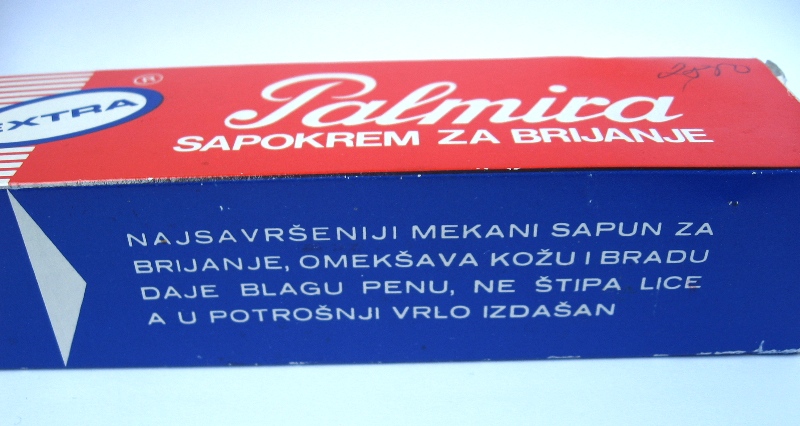 EXTRA ®
Palmira
SAPOKREM ZA BRIJANJE
NAJSAVRŠENIJI MEKANI SAPUN ZA
BRIJANJE, OMEKŠAVA KOŽU I BRADU
DAJE BLAGU PENU, NE ŠTIPA LICE
A U POTROŠNJI VRLO IZDAŠAN